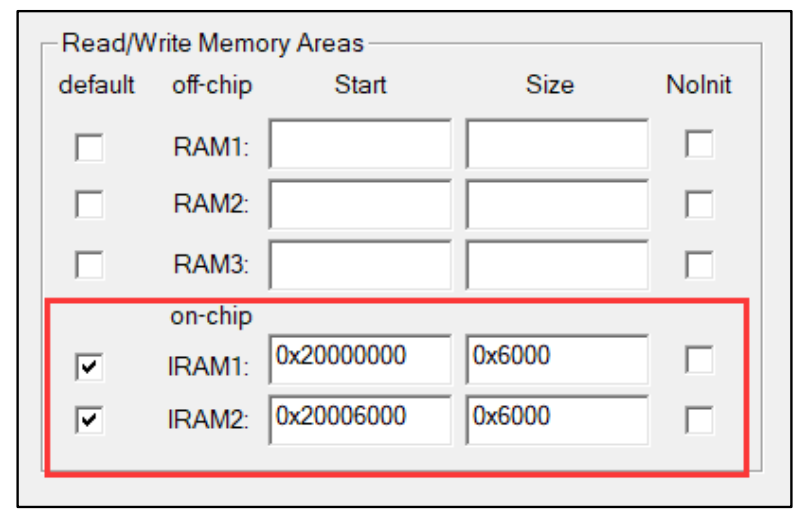 Read/Write Memory Areas
default off-chip Start Size NoInit
RAM1:
RAM2:
RAM3:
on-chip
IRAM1: 0x20000000 0x6000
IRAM2: 0x20006000 0x6000